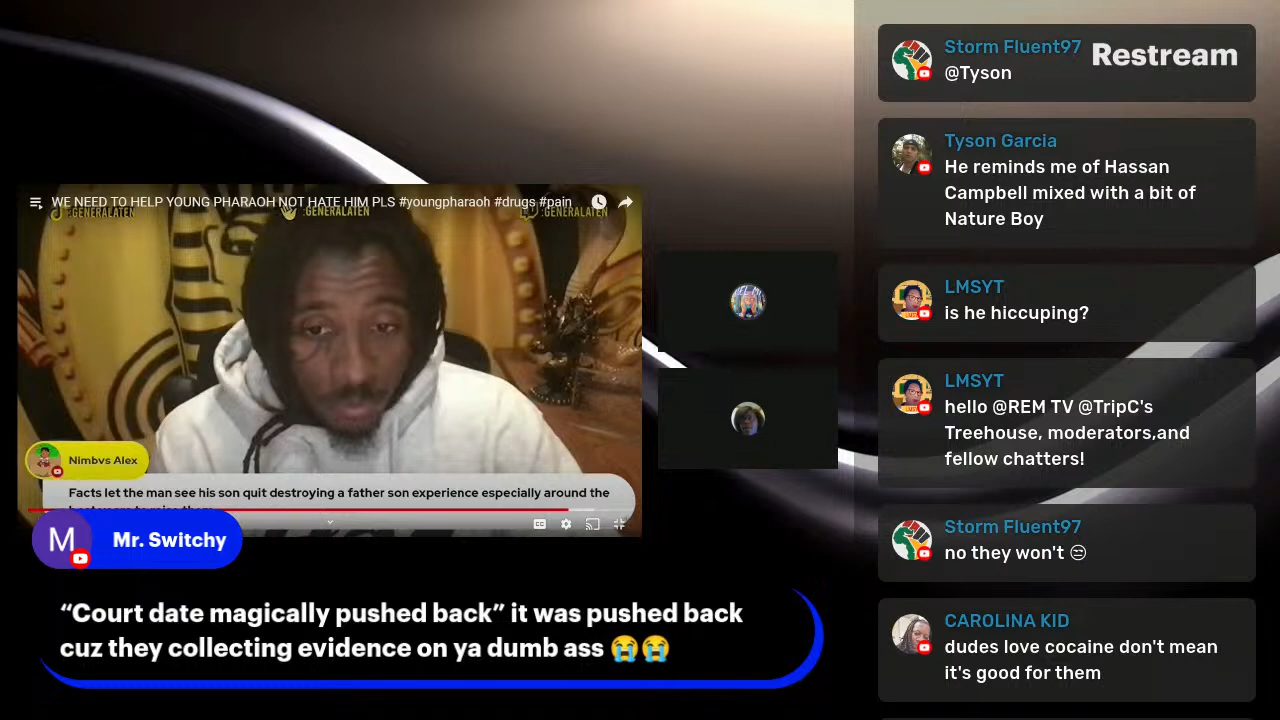 WE NEED TO HELP YOUNG PHARAOH NOT HATE HIM PLS #youngpharaoh #drugs #pain
:GENERALATEN
:GENERALATEN
:GENERALATEN
Nimbvs Alex
Facts let the man see his son quit destroying a father son experience especially around the
CC
M
Mr. Switchy
“Court date magically pushed back” it was pushed back
cuz they collecting evidence on ya dumb ass 😭😭
Restream
Storm Fluent97
@Tyson
Tyson Garcia
He reminds me of Hassan
Campbell mixed with a bit of
Nature Boy
LMSYT
is he hiccuping?
LMSYT
hello @REM TV @TripC's
Treehouse, moderators,and
fellow chatters!
Storm Fluent97
no they won't 😒
CAROLINA KID
dudes love cocaine don't mean
it's good for them